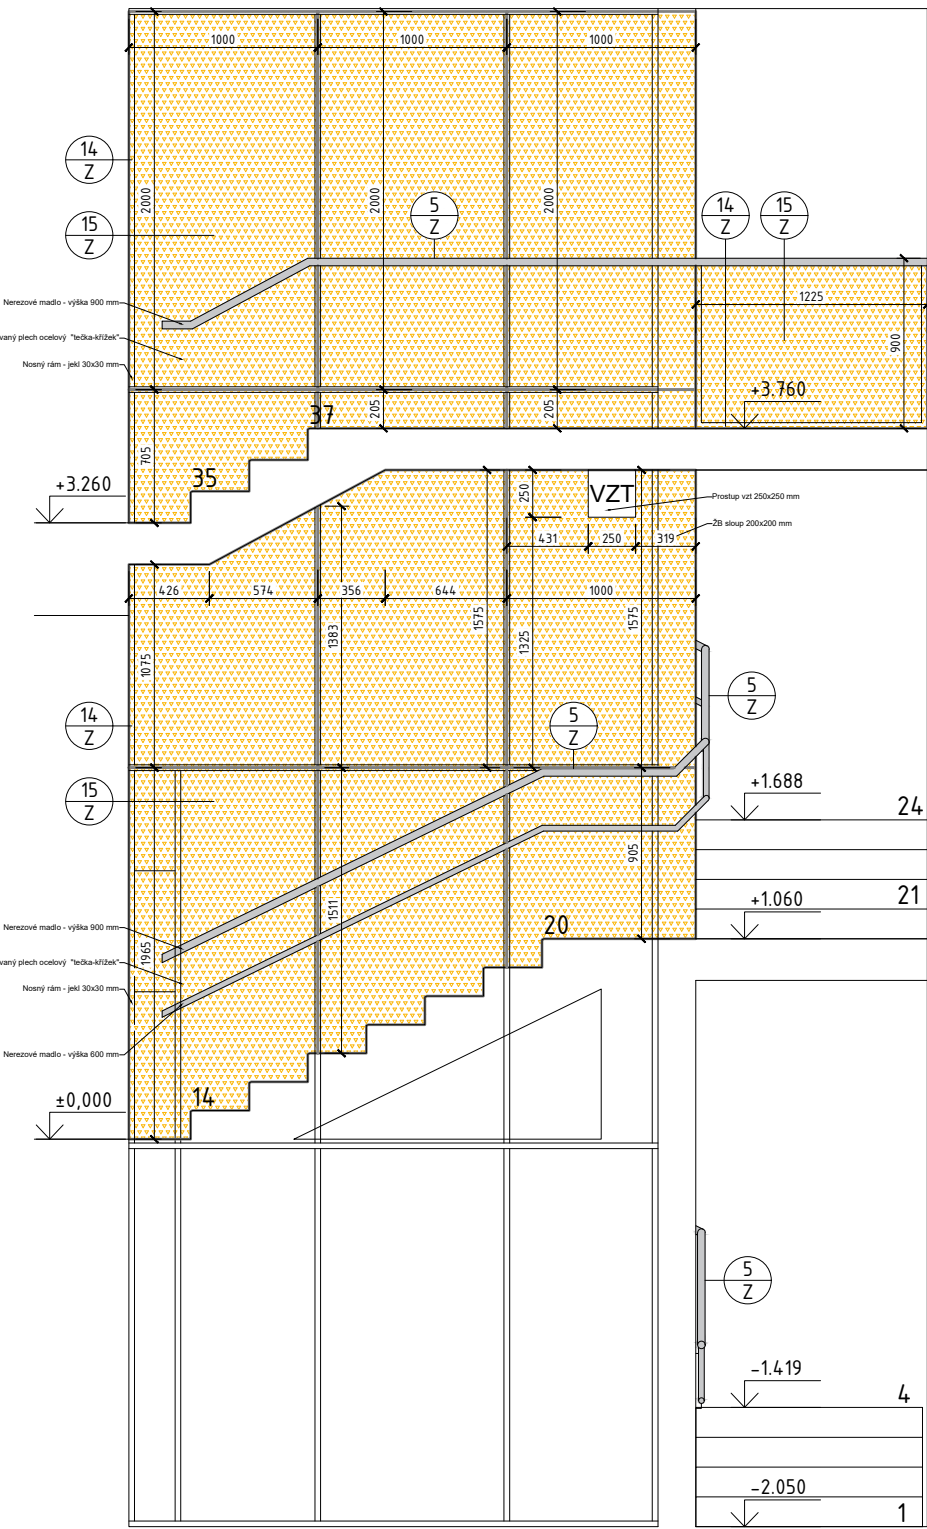 1000 1000 1000
14
Z
2000 2000 2000
5
Z
14
Z
15
Z
15
Z
1225
Nerezové madlo - výška 900 mm
vaný plech ocelový "tečka-křížek"
900
Nosný rám - jekl 30x30 mm
+3.760
205 205
37
705
35
+3.260
250
VZT
Prostup vzt 250x250 mm
ŽB sloup 200x200 mm
431 250 319
426 574 356 644 1000
1075 1383 1575 1325 1575
5
Z
14
Z
5
Z
15
Z
+1.688
24
905
+1.060
21
1511
20
Nerezové madlo - výška 900 mm
1965
vaný plech ocelový "tečka-křížek"
Nosný rám - jekl 30x30 mm
Nerezové madlo - výška 600 mm
±0,000
14
5
Z
-1.419
4
-2.050
1